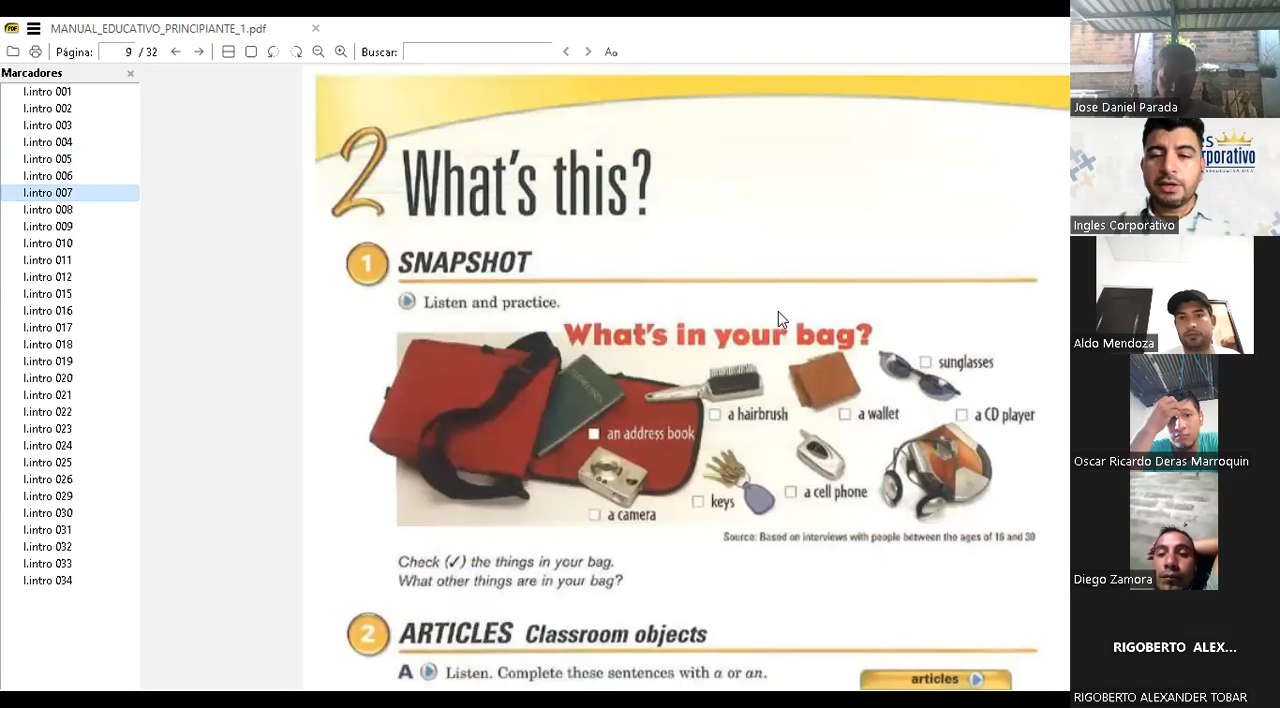 MANUAL_EDUCATIVO_PRINCIPIANTE_1.pdf
Página: 9 / 32 Buscar: Aa
Marcadores
I.intro 001
I.intro 002
I.intro 003
I.intro 004
I.intro 005
I.intro 006
I.intro 007
I.intro 008
I.intro 009
I.intro 010
I.intro 011
I.intro 012
I.intro 015
I.intro 016
I.intro 017
I.intro 018
I.intro 019
I.intro 020
I.intro 021
I.intro 022
I.intro 023
I.intro 024
I.intro 025
I.intro 026
I.intro 029
I.intro 030
I.intro 031
I.intro 032
I.intro 033
I.intro 034
2 What's this?
1 SNAPSHOT
Listen and practice.
What's in your bag?
sunglasses
a hairbrush
a wallet
a CD player
an address book
a cell phone
keys
a camera
Source: Based on interviews with people between the ages of 16 and 30
Check (✓) the things in your bag.
What other things are in your bag?
2 ARTICLES Classroom objects
A Listen. Complete these sentences with a or an.
articles
Jose Daniel Parada
Ingles Corporativo
Aldo Mendoza
Oscar Ricardo Deras Marroquin
Diego Zamora
RIGOBERTO ALEX...
RIGOBERTO ALEXANDER TOBAR